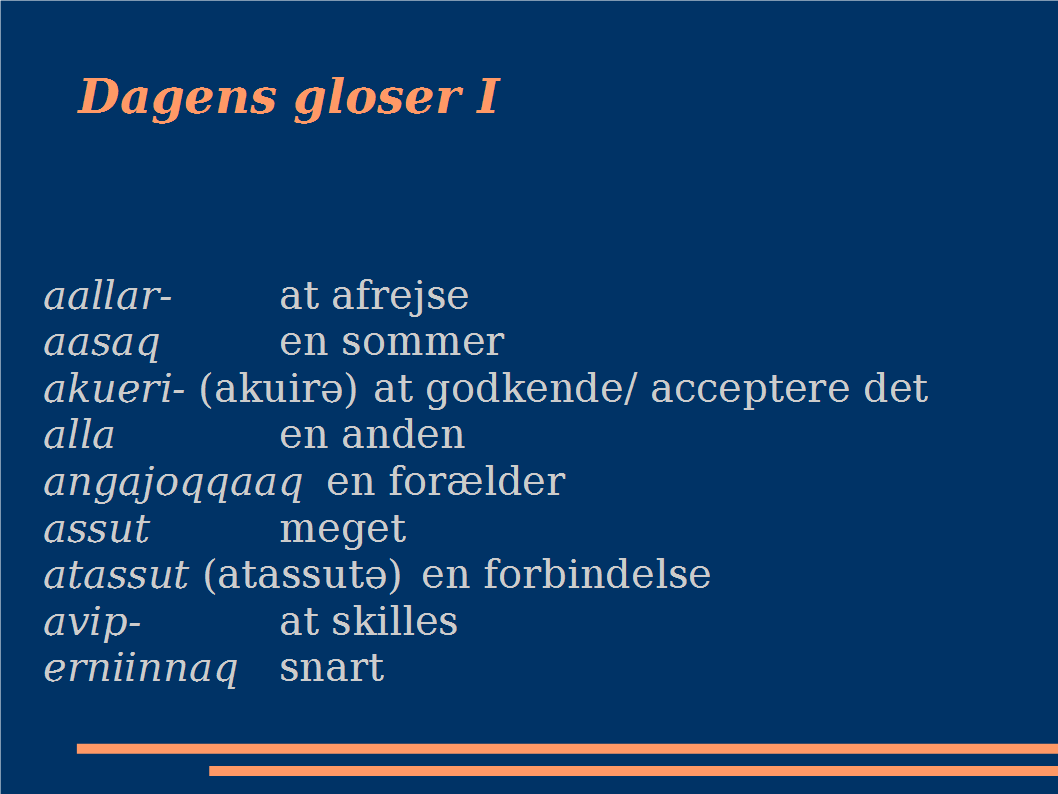 Dagens gloser I
aallar- at afrejse
aasaq en sommer
akueri- (akuirə) at godkende/ acceptere det
alla en anden
angajoqqaaq en forælder
assut meget
atassut (atassutə) en forbindelse
avip- at skilles
erniinnaq snart